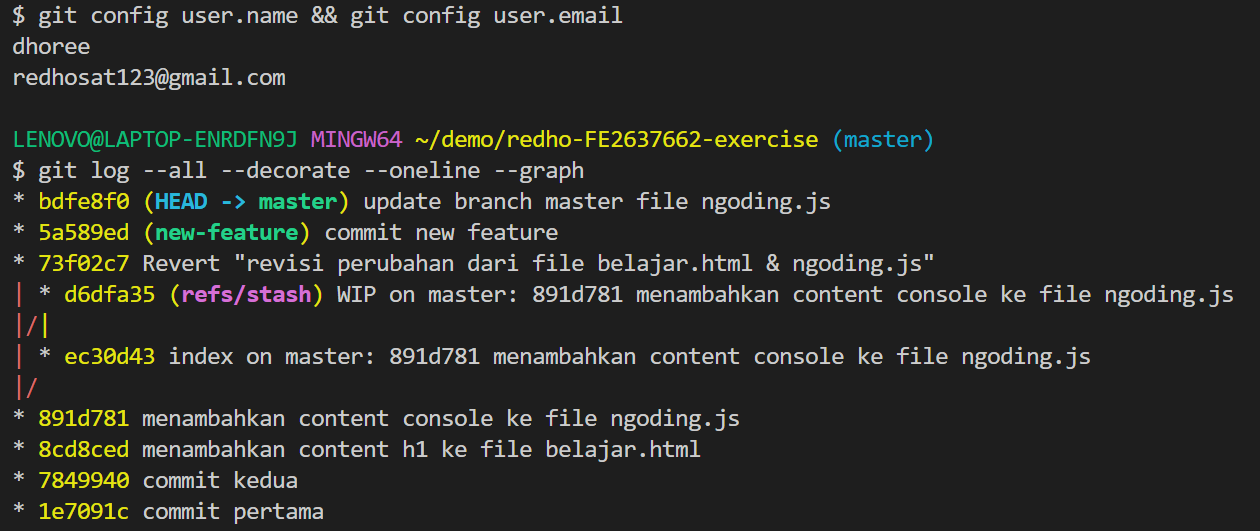 $ git config user.name && git config user.email
dhoree
redhosat123@gmail.com
LENOVO@LAPTOP-ENRDFN9J MINGW64 ~/demo/redho-FE2637662-exercise (master)
$ git log --all --decorate --oneline --graph
* bdfe8f0 (HEAD -> master) update branch master file ngoding.js
* 5a589ed (new-feature) commit new feature
* 73f02c7 Revert "revisi perubahan dari file belajar.html & ngoding.js"
| * d6dfa35 (refs/stash) WIP on master: 891d781 menambahkan content console ke file ngoding.js
|/|
| * ec30d43 index on master: 891d781 menambahkan content console ke file ngoding.js
|/
* 891d781 menambahkan content console ke file ngoding.js
* 8cd8ced menambahkan content h1 ke file belajar.html
* 7849940 commit kedua
* 1e7091c commit pertama